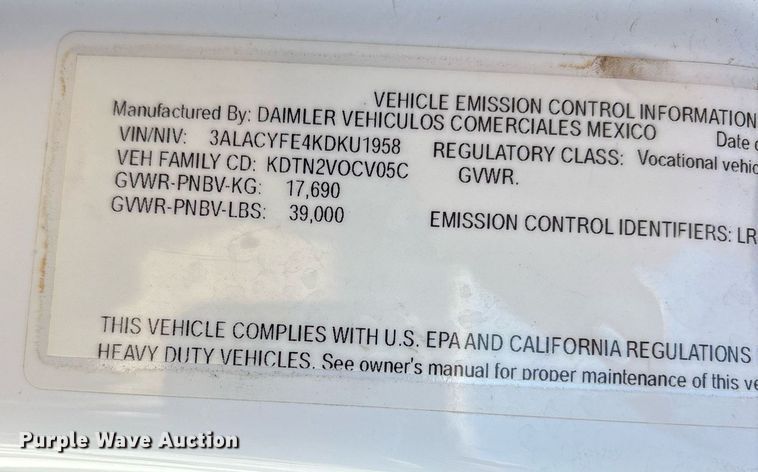 VEHICLE EMISSION CONTROL INFORMATION
Manufactured By: DAIMLER VEHICULOS COMERCIALES MEXICO
Date
VIN/NIV: 3ALACYFE4KDKU1958
REGULATORY CLASS: Vocational
VEH FAMILY CD: KDTN2VOCV05C
GVWR.
GVWR-PNBV-KG: 17,690
GVWR-PNBV-LBS: 39,000
EMISSION CONTROL IDENTIFIERS: LR
THIS VEHICLE COMPLIES WITH U.S. EPA AND CALIFORNIA REGULATIONS
HEAVY DUTY VEHICLES. See owner's manual for proper maintenance of this
Purple Wave Auction